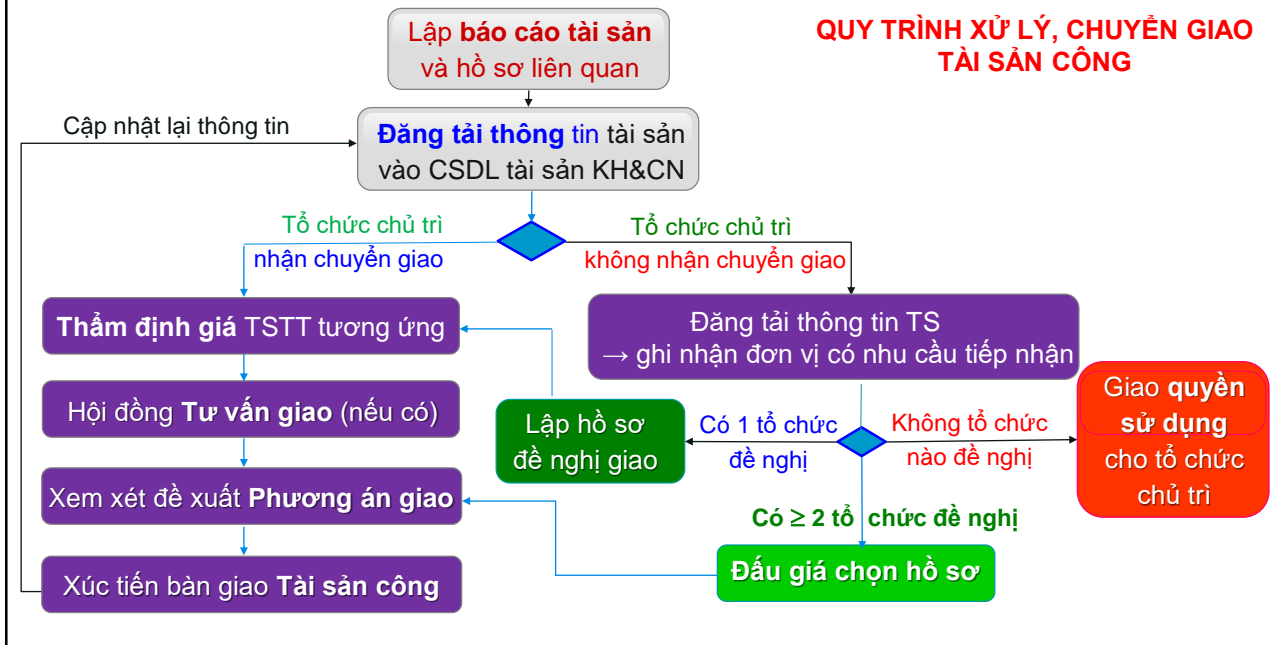 QUY TRÌNH XỬ LÝ, CHUYỂN GIAO
TÀI SẢN CÔNG
Lập báo cáo tài sản
và hồ sơ liên quan
Cập nhật lại thông tin
Đăng tải thông tin tài sản
vào CSDL tài sản KH&CN
Tổ chức chủ trì
nhận chuyển giao
Tổ chức chủ trì
không nhận chuyển giao
Thẩm định giá TSTT tương ứng
Đăng tải thông tin TS
→ ghi nhận đơn vị có nhu cầu tiếp nhận
Hội đồng Tư vấn giao (nếu có)
Lập hồ sơ
đề nghị giao
Có 1 tổ chức
đề nghị
Không tổ chức
nào đề nghị
Giao quyền
sử dụng
cho tổ chức
chủ trì
Xem xét đề xuất Phương án giao
Có ≥ 2 tổ chức đề nghị
Xúc tiến bàn giao Tài sản công
Đấu giá chọn hồ sơ